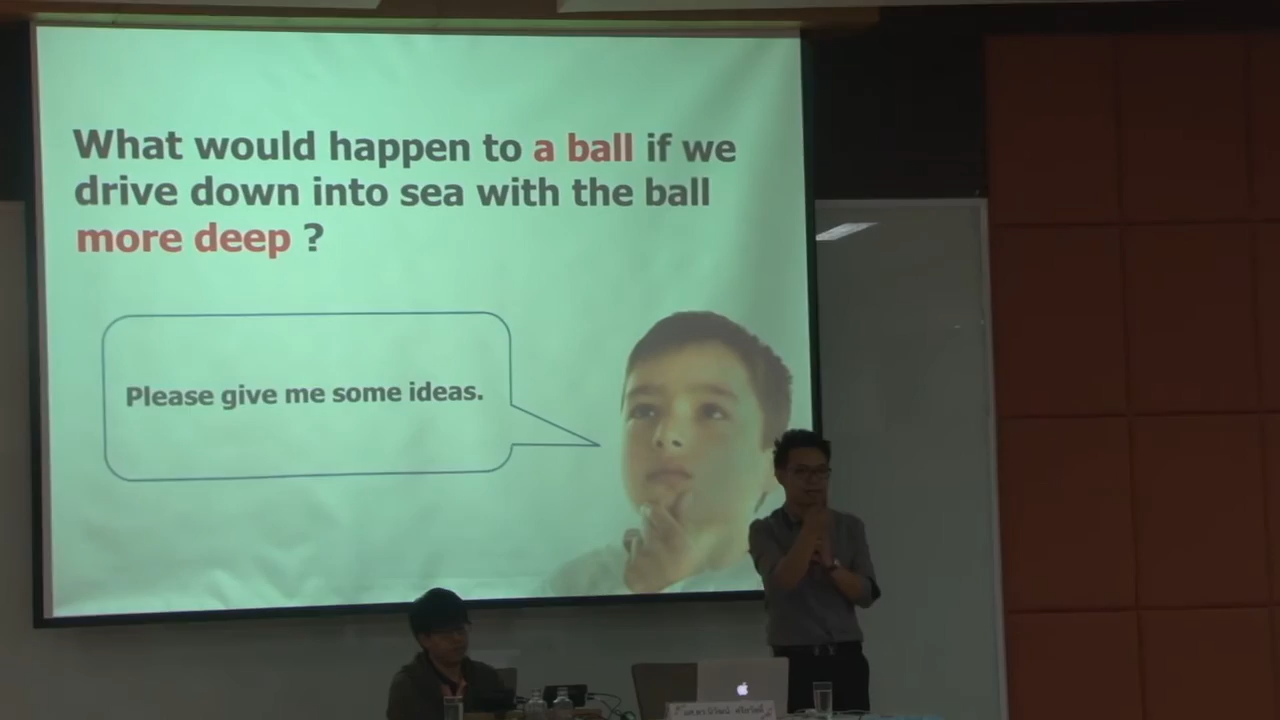 What would happen to a ball if we
drive down into sea with the ball
more deep ?
Please give me some ideas.